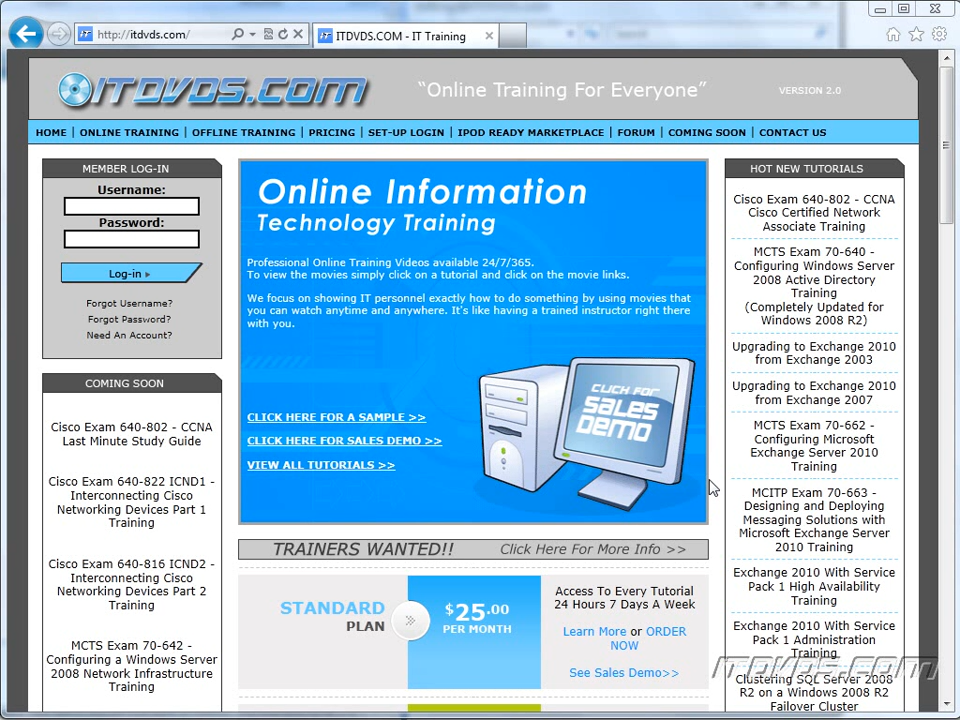 http://itdvds.com/
ITDVDS.COM - IT Training
ITDVDS.COM
“Online Training For Everyone”
VERSION 2.0
HOME | ONLINE TRAINING | OFFLINE TRAINING | PRICING | SET-UP LOGIN | IPOD READY MARKETPLACE | FORUM | COMING SOON | CONTACT US
MEMBER LOG-IN
Username:
Password:
Log-in
Forgot Username?
Forgot Password?
Need An Account?
COMING SOON
Cisco Exam 640-802 - CCNA
Last Minute Study Guide
Cisco Exam 640-822 ICND1 -
Interconnecting Cisco
Networking Devices Part 1
Training
Cisco Exam 640-816 ICND2 -
Interconnecting Cisco
Networking Devices Part 2
Training
MCTS Exam 70-642 -
Configuring a Windows Server
2008 Network Infrastructure
Training
Online Information
Technology Training
Professional Online Training Videos available 24/7/365.
To view the movies simply click on a tutorial and click on the movie links.
We focus on showing IT personnel exactly how to do something by using movies that
you can watch anytime and anywhere. It's like having a trained instructor right there
with you.
CLICK HERE FOR A SAMPLE >>
CLICK HERE FOR SALES DEMO >>
VIEW ALL TUTORIALS >>
CLICK FOR
SALES
DEMO
TRAINERS WANTED!! Click Here For More Info >>
STANDARD
PLAN
$25.00
PER MONTH
Access To Every Tutorial
24 Hours 7 Days A Week
Learn More or ORDER
NOW
See Sales Demo>>
HOT NEW TUTORIALS
Cisco Exam 640-802 - CCNA
Cisco Certified Network
Associate Training
MCTS Exam 70-640 -
Configuring Windows Server
2008 Active Directory
Training
(Completely Updated for
Windows 2008 R2)
Upgrading to Exchange 2010
from Exchange 2003
Upgrading to Exchange 2010
from Exchange 2007
MCTS Exam 70-662 -
Configuring Microsoft
Exchange Server 2010
Training
MCITP Exam 70-663 -
Designing and Deploying
Messaging Solutions with
Microsoft Exchange Server
2010 Training
Exchange 2010 With Service
Pack 1 High Availability
Training
Exchange 2010 With Service
Pack 1 Administration
Training
Clustering SQL Server 2008
R2 on a Windows 2008 R2
Failover Cluster
ITDVDS.COM